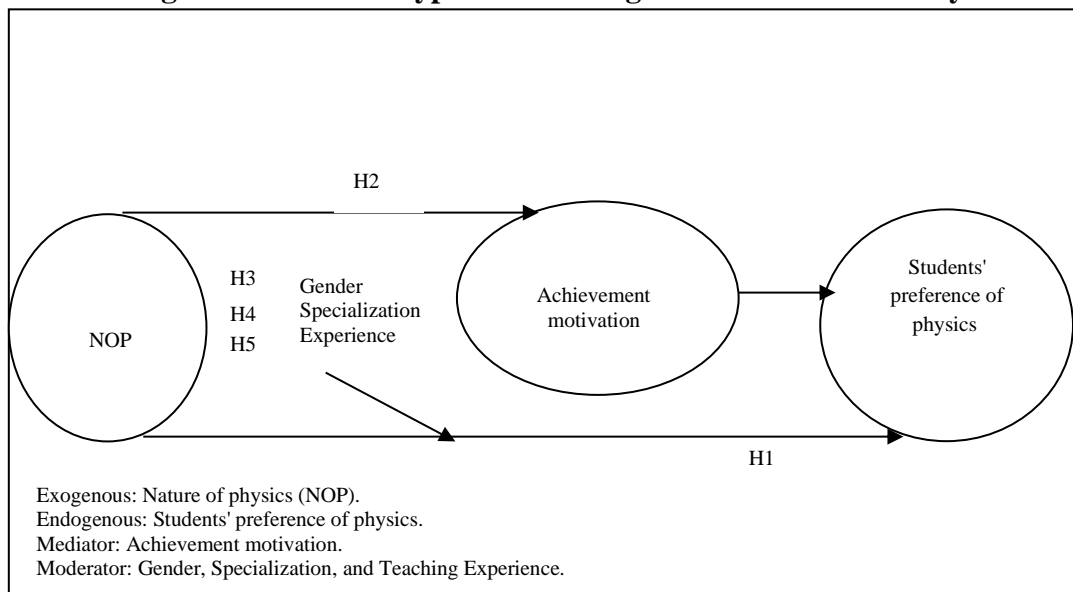 H2
H3
H4
H5
Gender
Specialization
Experience
NOP
Achievement
motivation
Students'
preference of
physics
H1
Exogenous: Nature of physics (NOP).
Endogenous: Students' preference of physics.
Mediator: Achievement motivation.
Moderator: Gender, Specialization, and Teaching Experience.